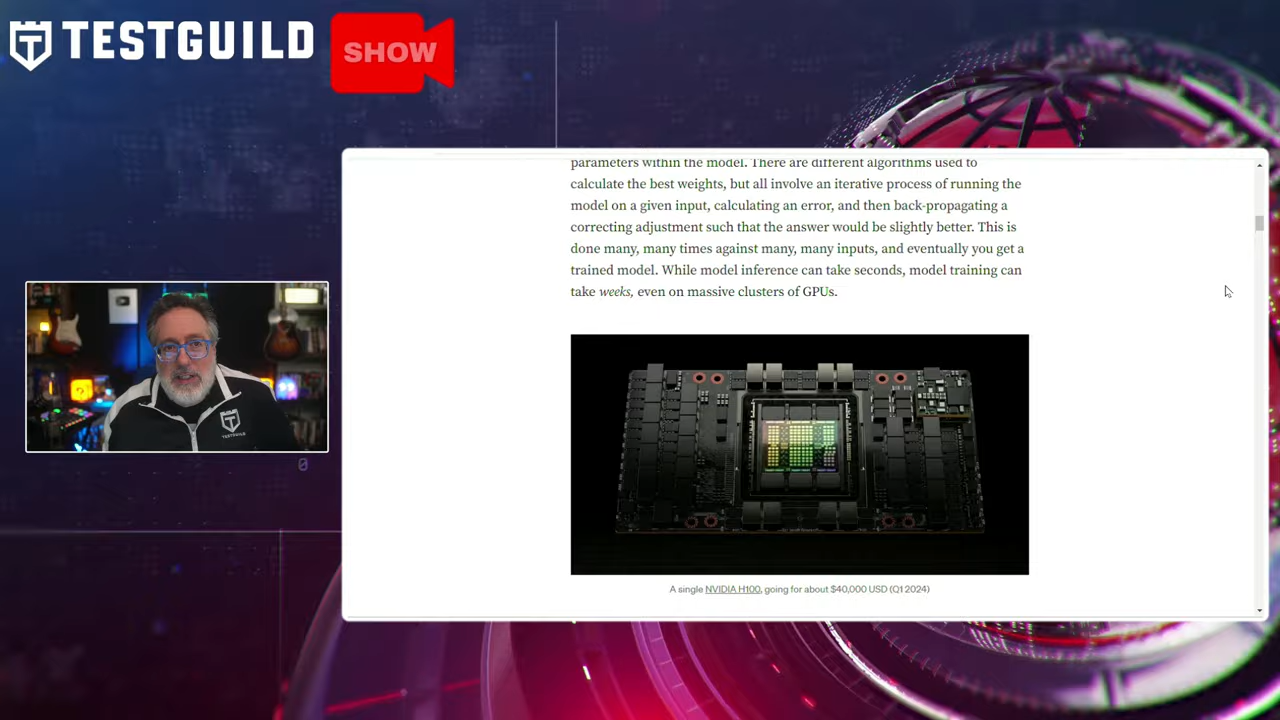 TESTGUILD
SHOW
parameters within the model. There are different algorithms used to
calculate the best weights, but all involve an iterative process of running the
model on a given input, calculating an error, and then back-propagating a
correcting adjustment such that the answer would be slightly better. This is
done many, many times against many, many inputs, and eventually you get a
trained model. While model inference can take seconds, model training can
take weeks, even on massive clusters of GPUs.
TESTGUILD
0
A single NVIDIA H100, going for about $40,000 USD (Q1 2024)